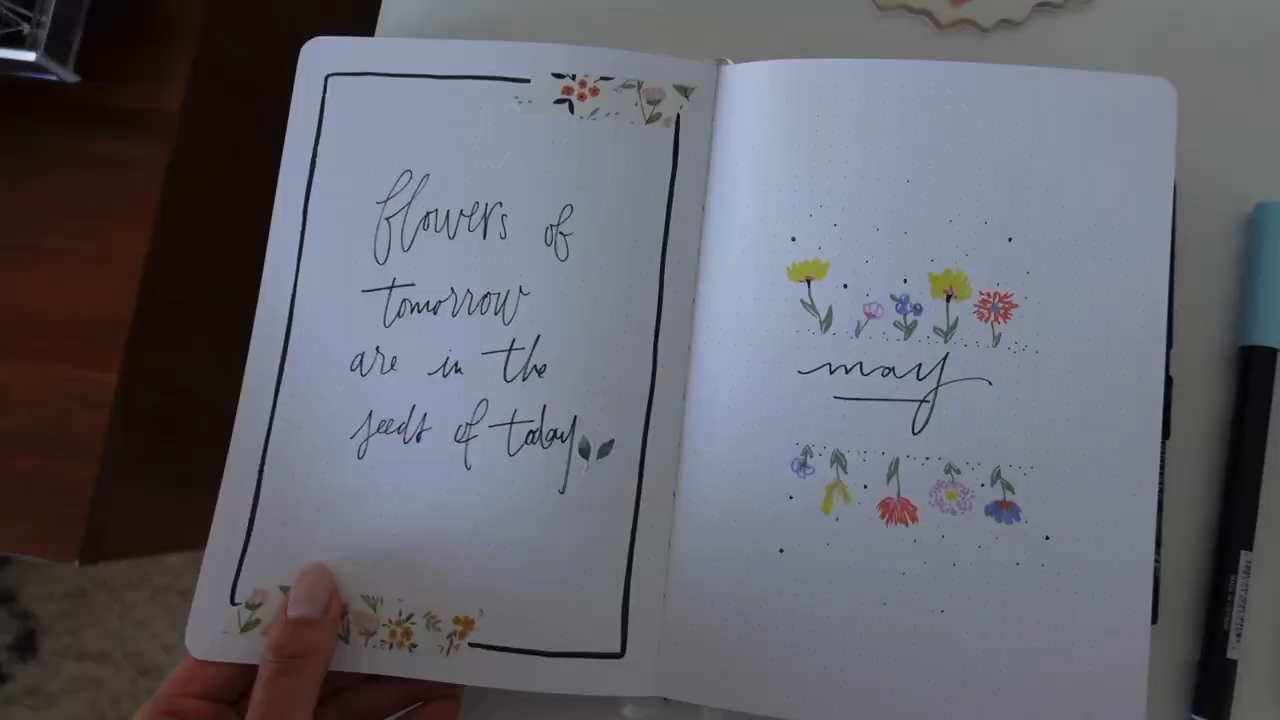 flowers of
tomorrow
are in the
seeds of today
may